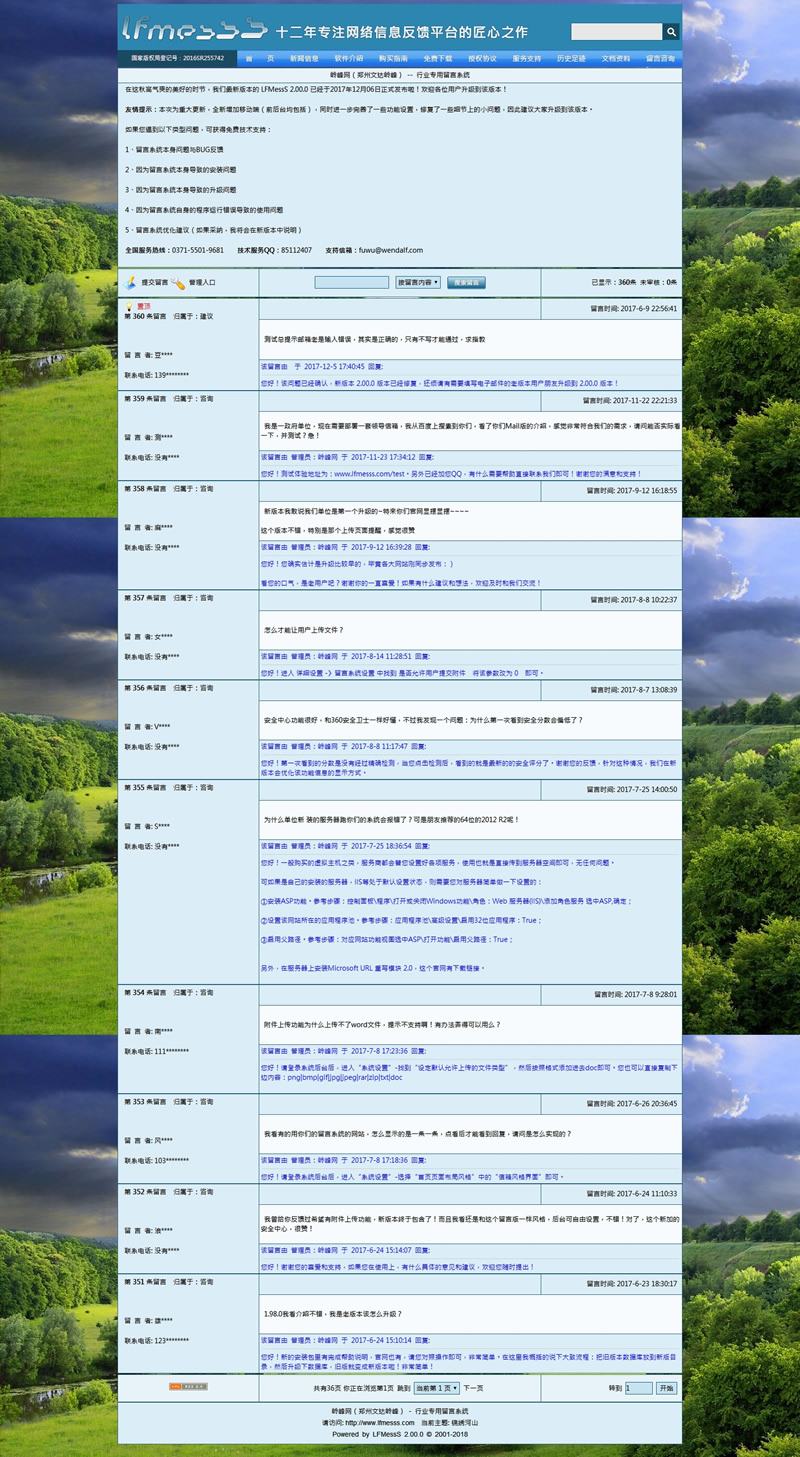 lfmesss 十二年专注网络信息反馈平台的匠心之作
国家版权局登记号：2016SR255742 首 页 新闻信息 软件介绍 购买指南 免费下载 授权协议 服务支持 历史足迹 文档资料 留言咨询
岭峰网（郑州文达岭峰） -- 行业专用留言系统
在这秋高气爽的美好的时节，我们最新版本的 LFMessS 2.00.0 已经于2017年12月06日正式发布啦！欢迎各位用户升级到该版本！
友情提示：本次为重大更新，全新增加移动端（前后台均包括），同时进一步完善了一些功能设置，修复了一些细节上的小问题，因此建议大家升级到该版本。
如果您遇到以下类型问题，可获得免费技术支持：
1、留言系统本身问题与BUG反馈
2、因为留言系统本身导致的安装问题
3、因为留言系统本身导致的升级问题
4、因为留言系统自身的程序运行错误导致的使用问题
5、留言系统优化建议（如果采纳，我将会在新版本中说明）
全国服务热线：0371-5501-9681 技术服务QQ：85112407 支持信箱：fuwu@wendalf.com
提交留言 管理入口 按留言内容 搜索留言 已显示：360条 未审核：0条
置顶
第 360 条留言 归属于：建议 留言时间: 2017-6-9 22:56:41
测试总提示邮箱老是输入错误，其实是正确的，只有不写才能通过，求指教
留 言 者: 豆****
联系电话: 139********
该留言由 于 2017-12-5 17:40:45 回复:
您好！该问题已经确认，新版本 2.00.0 版本已经修复，还烦请有需要填写电子邮件的老版本用户朋友升级到 2.00.0 版本！
第 359 条留言 归属于：咨询 留言时间: 2017-11-22 22:21:33
我是一政府单位，现在需要部署一套领导信箱，我从百度上搜索到你们，看了你们Mail版的介绍，感觉非常符合我们的需求，请问能否实际看
一下，并测试？急！
留 言 者: 测****
联系电话: 没有****
该留言由 管理员：岭峰网 于 2017-11-23 17:34:12 回复:
您好！测试体验地址为：www.lfmesss.com/test，另外已经加您QQ，有什么需要帮助直接联系我们即可！谢谢您的满意和支持！
第 358 条留言 归属于：咨询 留言时间: 2017-9-12 16:18:55
新版本我敢说我们单位是第一个升级的~特来你们官网显摆显摆~~~~
这个版本不错，特别是那个上传页面提醒，感觉很赞
留 言 者: 麻****
联系电话: 没有****
该留言由 管理员：岭峰网 于 2017-9-12 16:39:28 回复:
您好！您确实估计是升级比较早的，毕竟各大网站刚同步发布：）
看您的口气，是老用户吧？谢谢你的一直喜爱！如果有什么建议和想法，欢迎及时和我们交流！
第 357 条留言 归属于：咨询 留言时间: 2017-8-8 10:22:37
怎么才能让用户上传文件？
留 言 者: 女****
联系电话: 没有****
该留言由 管理员：岭峰网 于 2017-8-14 11:28:51 回复:
您好！进入 详细设置 -》留言系统设置 中找到 是否允许用户提交附件 将该参数改为 0 即可。
第 356 条留言 归属于：咨询 留言时间: 2017-8-7 13:08:39
安全中心功能很好，和360安全卫士一样好懂，不过我发现一个问题：为什么第一次看到安全分数会偏低了？
留 言 者: V****
联系电话: 没有****
该留言由 管理员：岭峰网 于 2017-8-8 11:17:47 回复:
您好！第一次看到的分数是没有经过精确检测，当您点击检测后，看到的就是最新的的安全评分了。谢谢您的反馈，针对这种情况，我们在新
版本会优化该功能信息的显示方式。
第 355 条留言 归属于：咨询 留言时间: 2017-7-25 14:00:50
为什么单位新 装的服务器跑你们的系统会报错了？可是朋友推荐的64位的2012 R2呢！
留 言 者: S****
联系电话: 没有****
该留言由 管理员：岭峰网 于 2017-7-25 18:36:54 回复:
您好！一般购买的虚拟主机之类，服务商都会替您设置好各项服务，使用也就是直接传到服务器空间即可，无任何问题。
可如果是自己的安装的服务器，IIS等处于默认设置状态，则需要您对服务器简单做一下设置的：
①安装ASP功能。参考步骤：控制面板\程序\打开或关闭Windows功能\角色：Web 服务器(IIS)\添加角色服务 选中ASP,确定；
②设置该网站所在的应用程序池。参考步骤：应用程序池\高级设置\启用32位应用程序：True；
③启用父路径。参考步骤：对应网站功能视图选中ASP\打开功能\启用父路径：True；
另外，在服务器上安装Microsoft URL 重写模块 2.0，这个官网有下载链接。
第 354 条留言 归属于：咨询 留言时间: 2017-7-8 9:28:01
附件上传功能为什么上传不了word文件，提示不支持啊！有办法弄得可以用么？
留 言 者: 南****
联系电话: 111********
该留言由 管理员：岭峰网 于 2017-7-8 17:23:36 回复:
您好！请登录系统后台后，进入“系统设置”-找到“设定默认允许上传的文件类型”，然后按照格式添加进去doc即可。您也可以直接复制下
边内容：png|bmp|gif|jpg|jpeg|rar|zip|txt|doc
第 353 条留言 归属于：咨询 留言时间: 2017-6-26 20:36:45
我看有的用你们的留言系统的网站，怎么显示的是一条一条，点看后才能看到回复，请问是怎么实现的？
留 言 者: 风****
联系电话: 103********
该留言由 管理员：岭峰网 于 2017-7-8 17:18:36 回复:
您好！请登录系统后台后，进入“系统设置”-选择“首页页面布局风格”中的“信箱风格界面”即可。
第 352 条留言 归属于：咨询 留言时间: 2017-6-24 11:10:33
我曾陪你反馈过希望有附件上传功能，新版本终于包含了！而且我看还是和这个留言版一样风格，后台可自由设置，不错！对了，这个新加的
安全中心，很赞！
留 言 者: 浪****
联系电话: 没有****
该留言由 管理员：岭峰网 于 2017-6-24 15:14:07 回复:
您好！谢谢您的喜爱和支持，如果您在使用上，有什么具体的意见和建议，欢迎您随时提出！
第 351 条留言 归属于：咨询 留言时间: 2017-6-23 18:30:17
1.98.0我看介绍不错，我是老版本该怎么升级？
留 言 者: 雄****
联系电话: 123********
该留言由 管理员：岭峰网 于 2017-6-24 15:10:14 回复:
您好！新的安装包里有完成帮助说明，官网也有，请您对照操作即可，非常简单。在这里我概括的说下大致流程：把旧版本数据库放到新版目
录，然后升级下数据库，旧版就变成新版本啦！非常简单！
共有36页 你正在浏览第1页 跳到 当前第 1 页 下一页 转到 1 开始
岭峰网（郑州文达岭峰） - 行业专用留言系统
请访问: http://www.lfmesss.com 当前主题: 锦绣河山
Powered by LFMessS 2.00.0 © 2001-2018